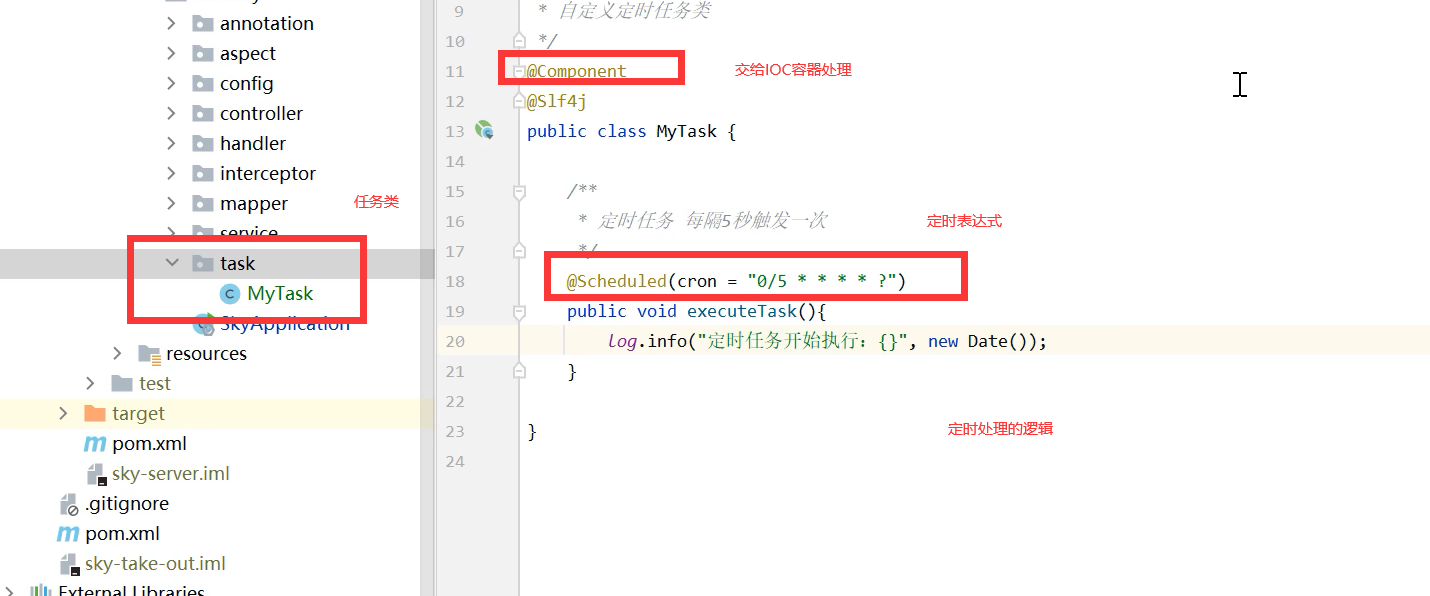 annotation
aspect
config
controller
handler
interceptor
mapper
任务类
service
task
MyTask
SkyApplication
resources
test
target
pom.xml
sky-server.iml
.gitignore
pom.xml
sky-take-out.iml
External Libraries
9 * 自定义定时任务类
10 */
11 @Component 交给IOC容器处理
12 @Slf4j
13 public class MyTask {
14
15 /**
16 * 定时任务 每隔5秒触发一次 定时表达式
17 */
18 @Scheduled(cron = "0/5 * * * * ?")
19 public void executeTask(){
20 log.info("定时任务开始执行：{}", new Date());
21 }
22
23 } 定时处理的逻辑
24